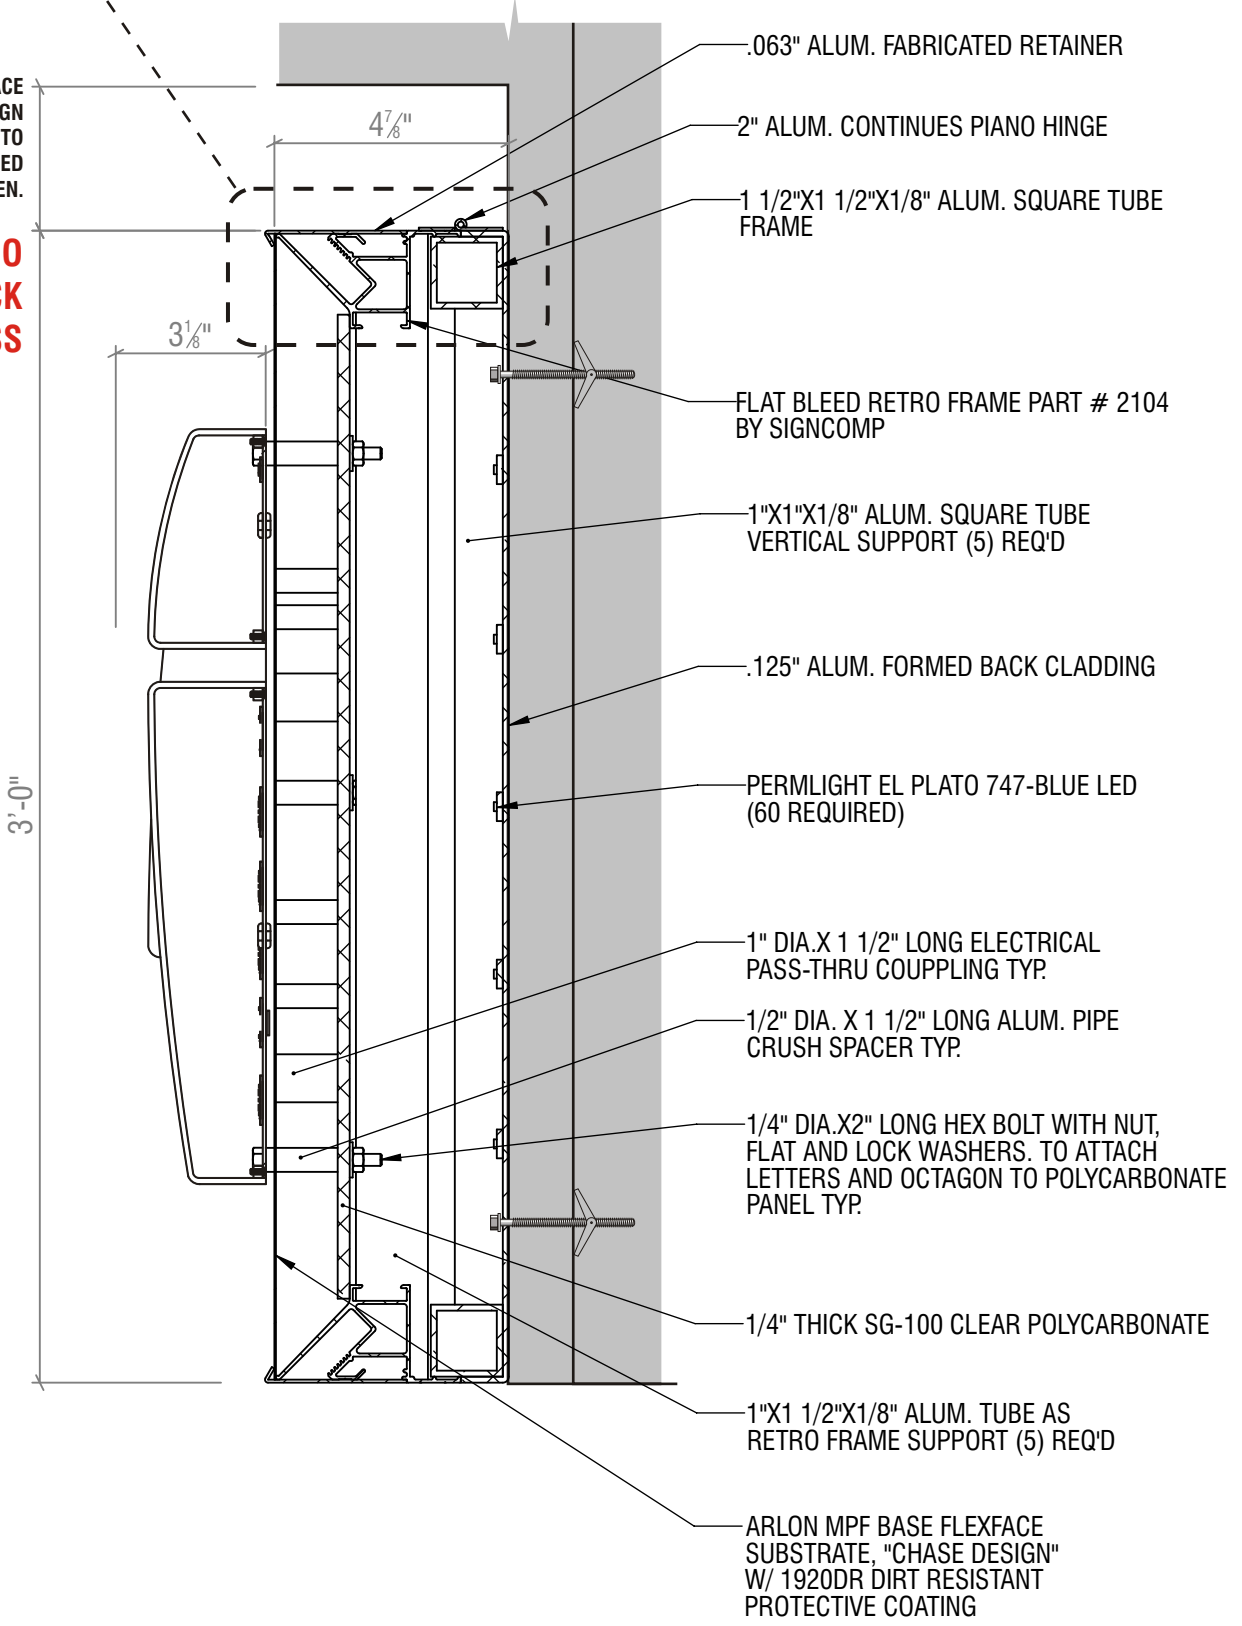 .063" ALUM. FABRICATED RETAINER
TO
4⅞"
2" ALUM. CONTINUES PIANO HINGE
1 1/2"X1 1/2"X1/8" ALUM. SQUARE TUBE
FRAME
3⅛"
FLAT BLEED RETRO FRAME PART # 2104
BY SIGNCOMP
1"X1"X1/8" ALUM. SQUARE TUBE
VERTICAL SUPPORT (5) REQ'D
.125" ALUM. FORMED BACK CLADDING
3'-0"
PERMLIGHT EL PLATO 747-BLUE LED
(60 REQUIRED)
1" DIA.X 1 1/2" LONG ELECTRICAL
PASS-THRU COUPPLING TYP.
1/2" DIA. X 1 1/2" LONG ALUM. PIPE
CRUSH SPACER TYP.
1/4" DIA.X2" LONG HEX BOLT WITH NUT,
FLAT AND LOCK WASHERS. TO ATTACH
LETTERS AND OCTAGON TO POLYCARBONATE
PANEL TYP.
1/4" THICK SG-100 CLEAR POLYCARBONATE
1"X1 1/2"X1/8" ALUM. TUBE AS
RETRO FRAME SUPPORT (5) REQ'D
ARLON MPF BASE FLEXFACE
SUBSTRATE, "CHASE DESIGN"
W/ 1920DR DIRT RESISTANT
PROTECTIVE COATING